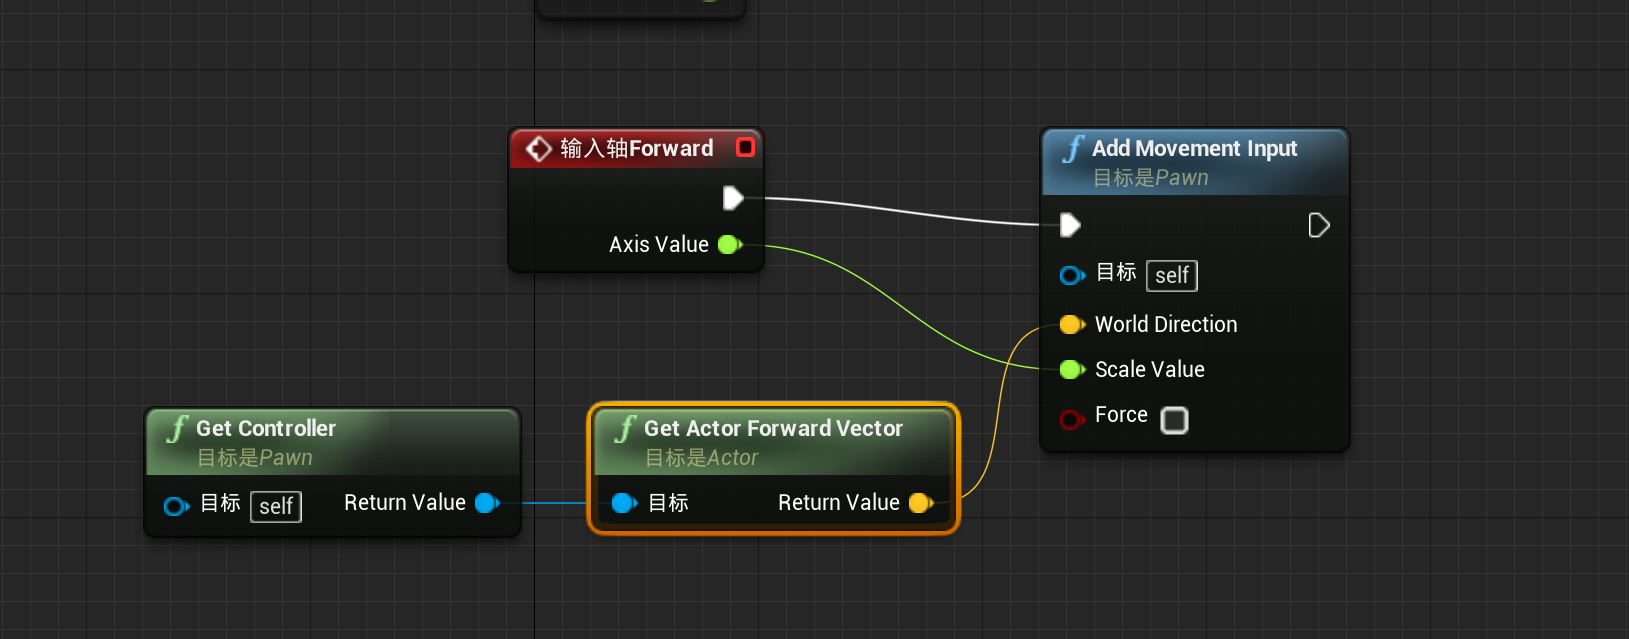 输入轴Forward
Axis Value
Add Movement Input
目标是Pawn
目标 self
World Direction
Scale Value
Force
Get Controller
目标是Pawn
目标 self Return Value
Get Actor Forward Vector
目标是Actor
目标 Return Value